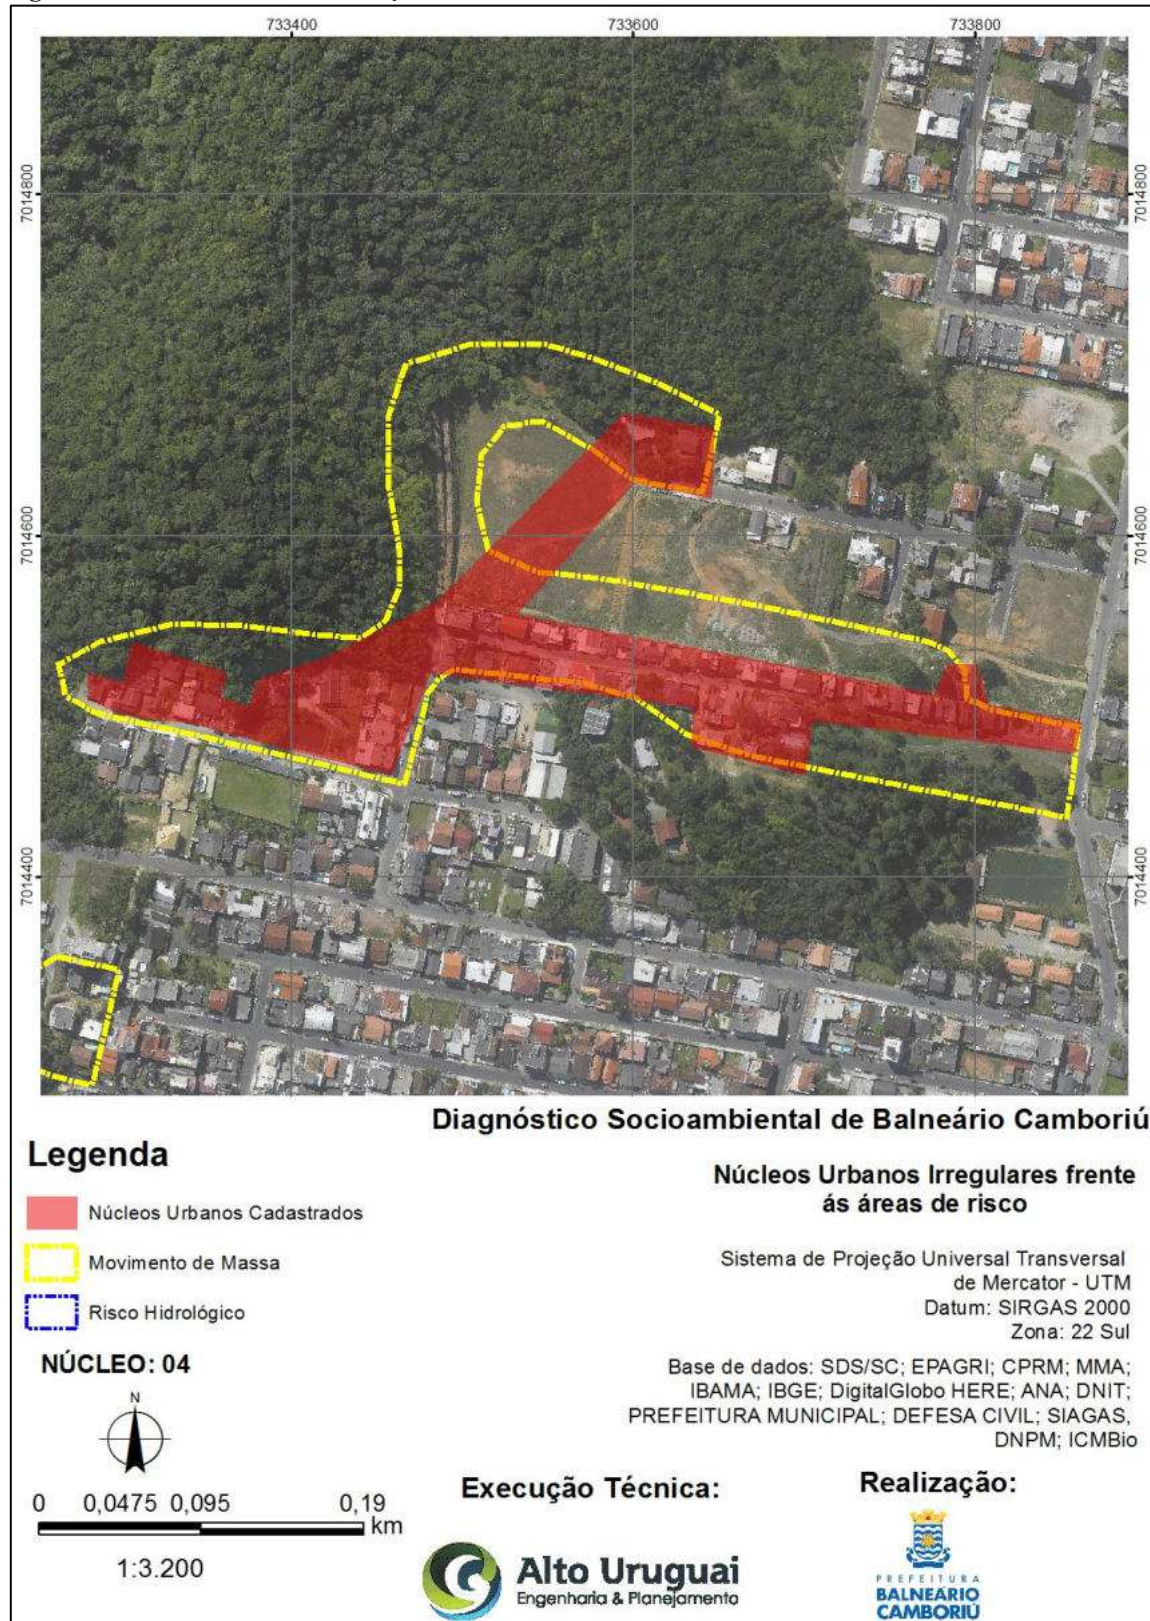 733400 733600 733800
7014800 7014800
7014600 7014600
7014400 7014400
Diagnóstico Socioambiental de Balneário Camboriú
Legenda
Núcleos Urbanos Cadastrados
Movimento de Massa
Risco Hidrológico
NÚCLEO: 04
N
0 0,0475 0,095 0,19
km
1:3.200
Núcleos Urbanos Irregulares frente
ás áreas de risco
Sistema de Projeção Universal Transversal
de Mercator - UTM
Datum: SIRGAS 2000
Zona: 22 Sul
Base de dados: SDS/SC; EPAGRI; CPRM; MMA;
IBAMA; IBGE; DigitalGlobo HERE; ANA; DNIT;
PREFEITURA MUNICIPAL; DEFESA CIVIL; SIAGAS,
DNPM; ICMBio
Execução Técnica:
Alto Uruguai
Engenharia & Planejamento
Realização:
PREFEITURA
BALNEÁRIO
CAMBORIÚ